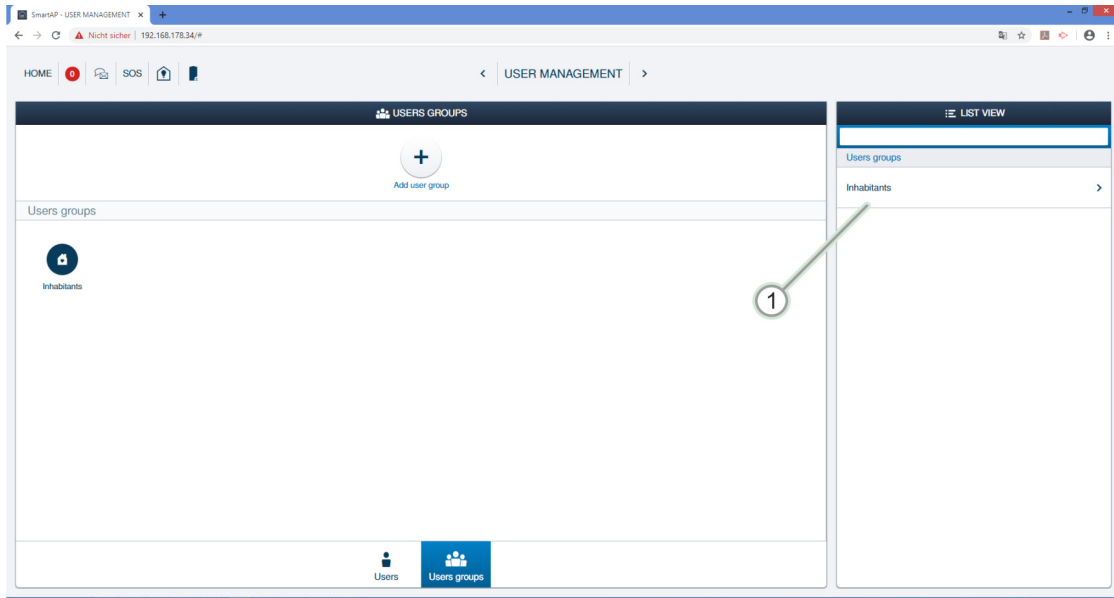 SmartAP - USER MANAGEMENT
Nicht sicher | 192.168.178.34/#
HOME 0 SOS
USER MANAGEMENT
USERS GROUPS
Add user group
Users groups
Inhabitants
Users
Users groups
LIST VIEW
Users groups
Inhabitants
1